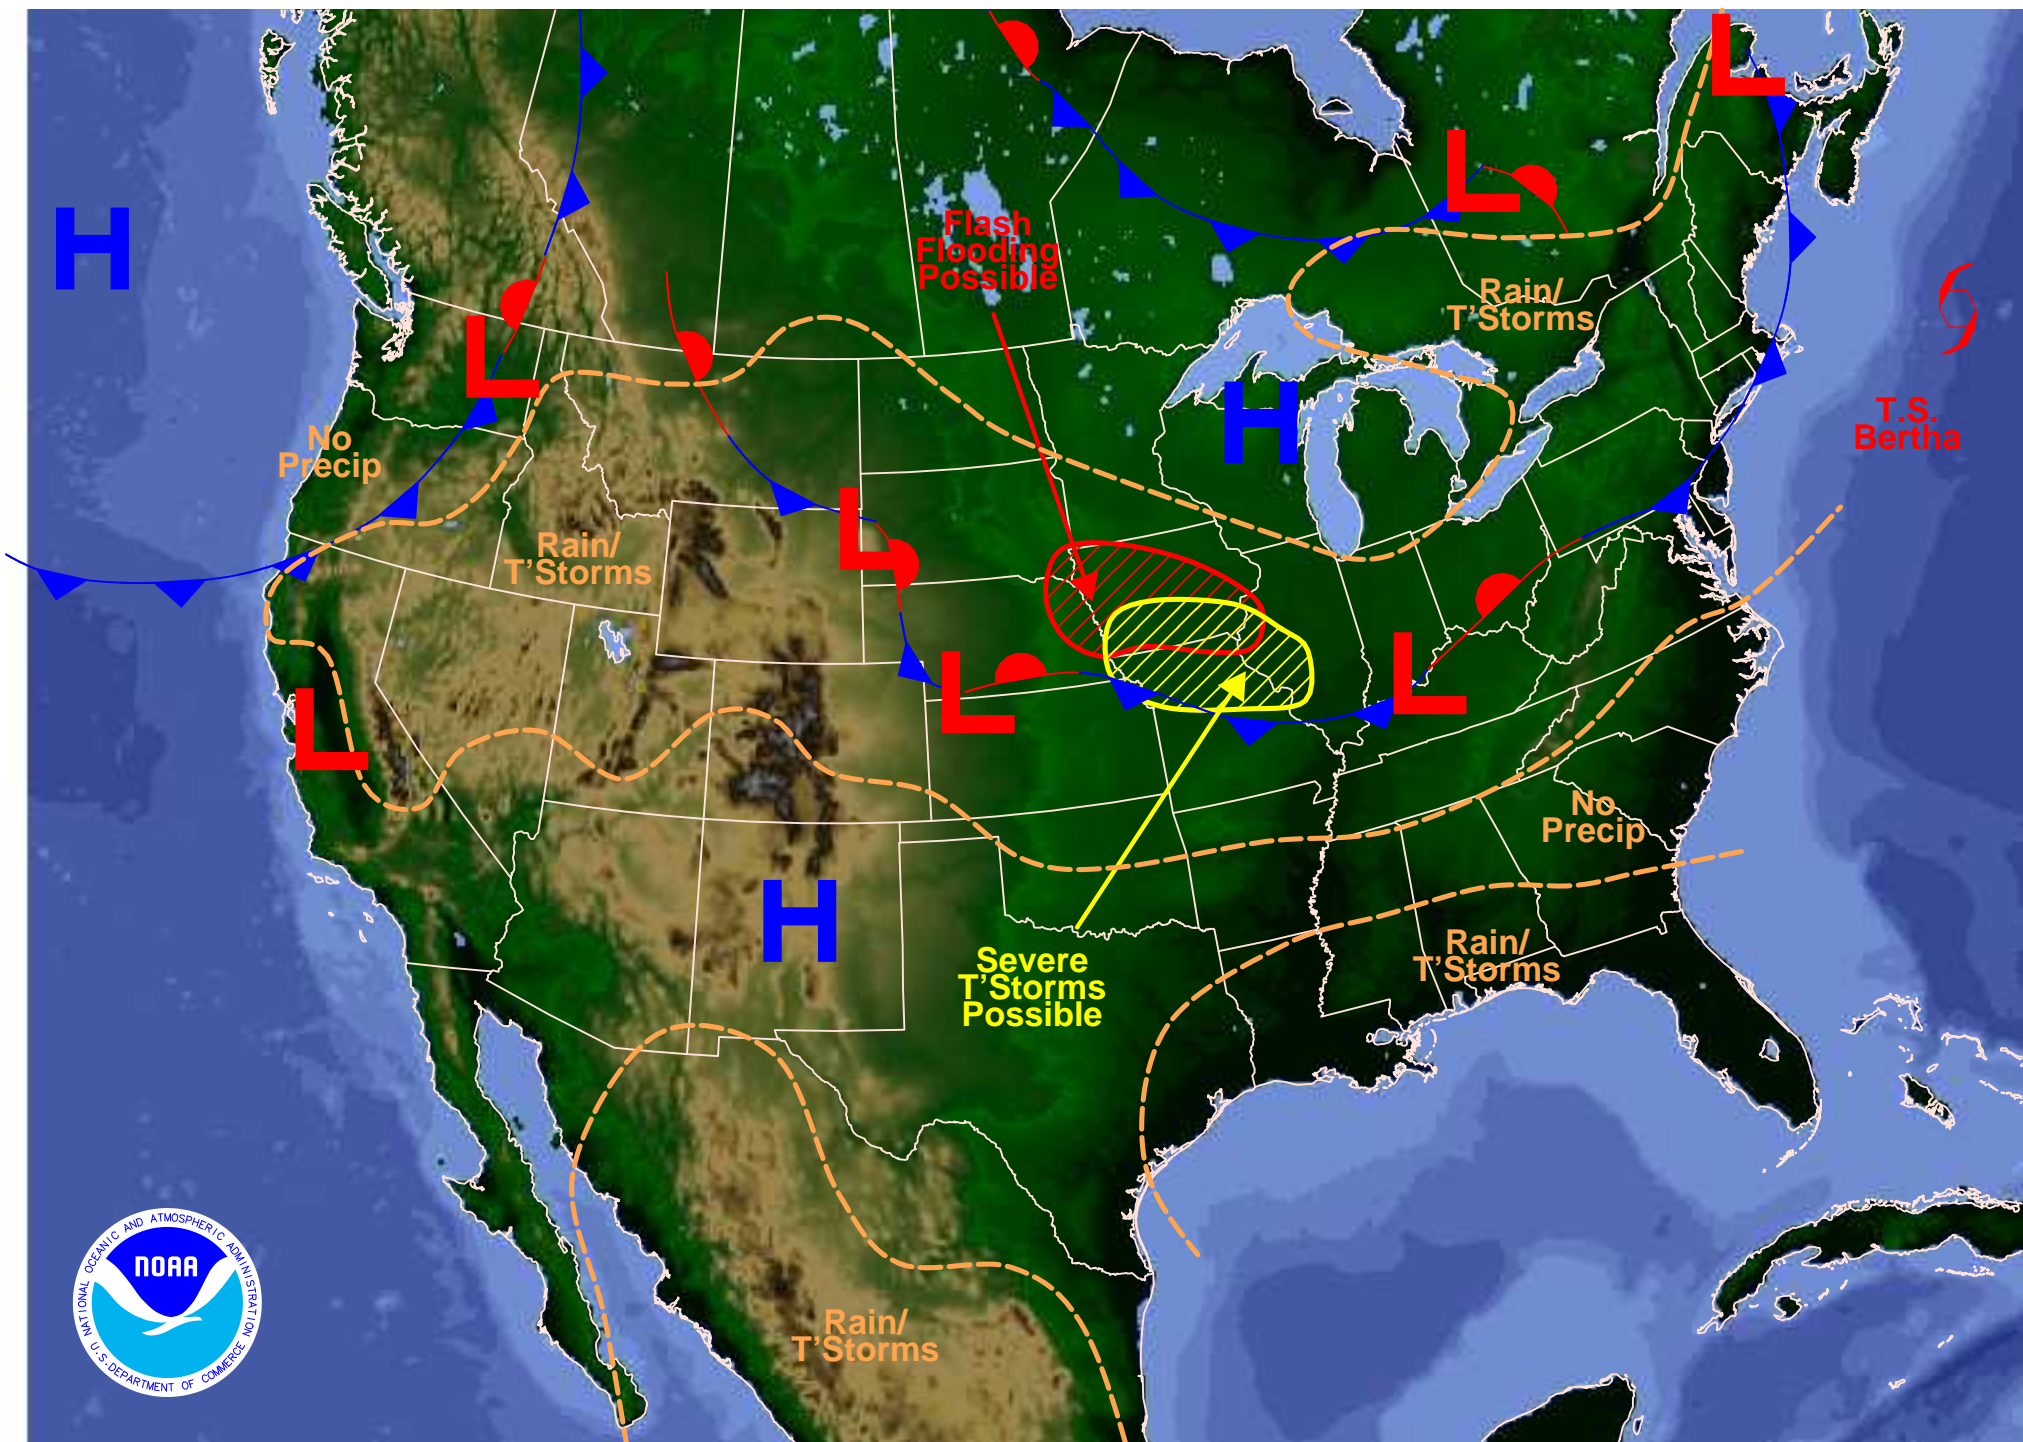 H
L
L
Flash
Flooding
Possible
Rain/
T'Storms
L
H
T.S.
Bertha
No
Precip
L
Rain/
T'Storms
L
L
L
H
No
Precip
Rain/
T'Storms
Severe
T'Storms
Possible
Rain/
T'Storms
NATIONAL OCEANIC AND ATMOSPHERIC ADMINISTRATION
NOAA
U.S. DEPARTMENT OF COMMERCE